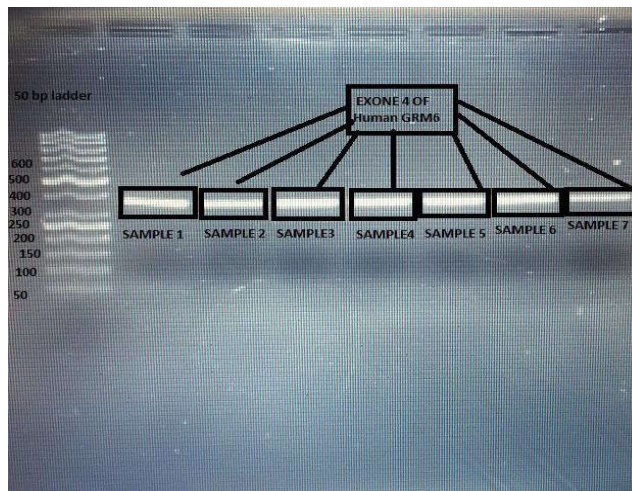 50 bp ladder
EXONE 4 OF
Human GRM6
600
500
400
300
250
200
150
100
50
SAMPLE 1
SAMPLE 2
SAMPLE3
SAMPLE4
SAMPLE 5
SAMPLE 6
SAMPLE 7